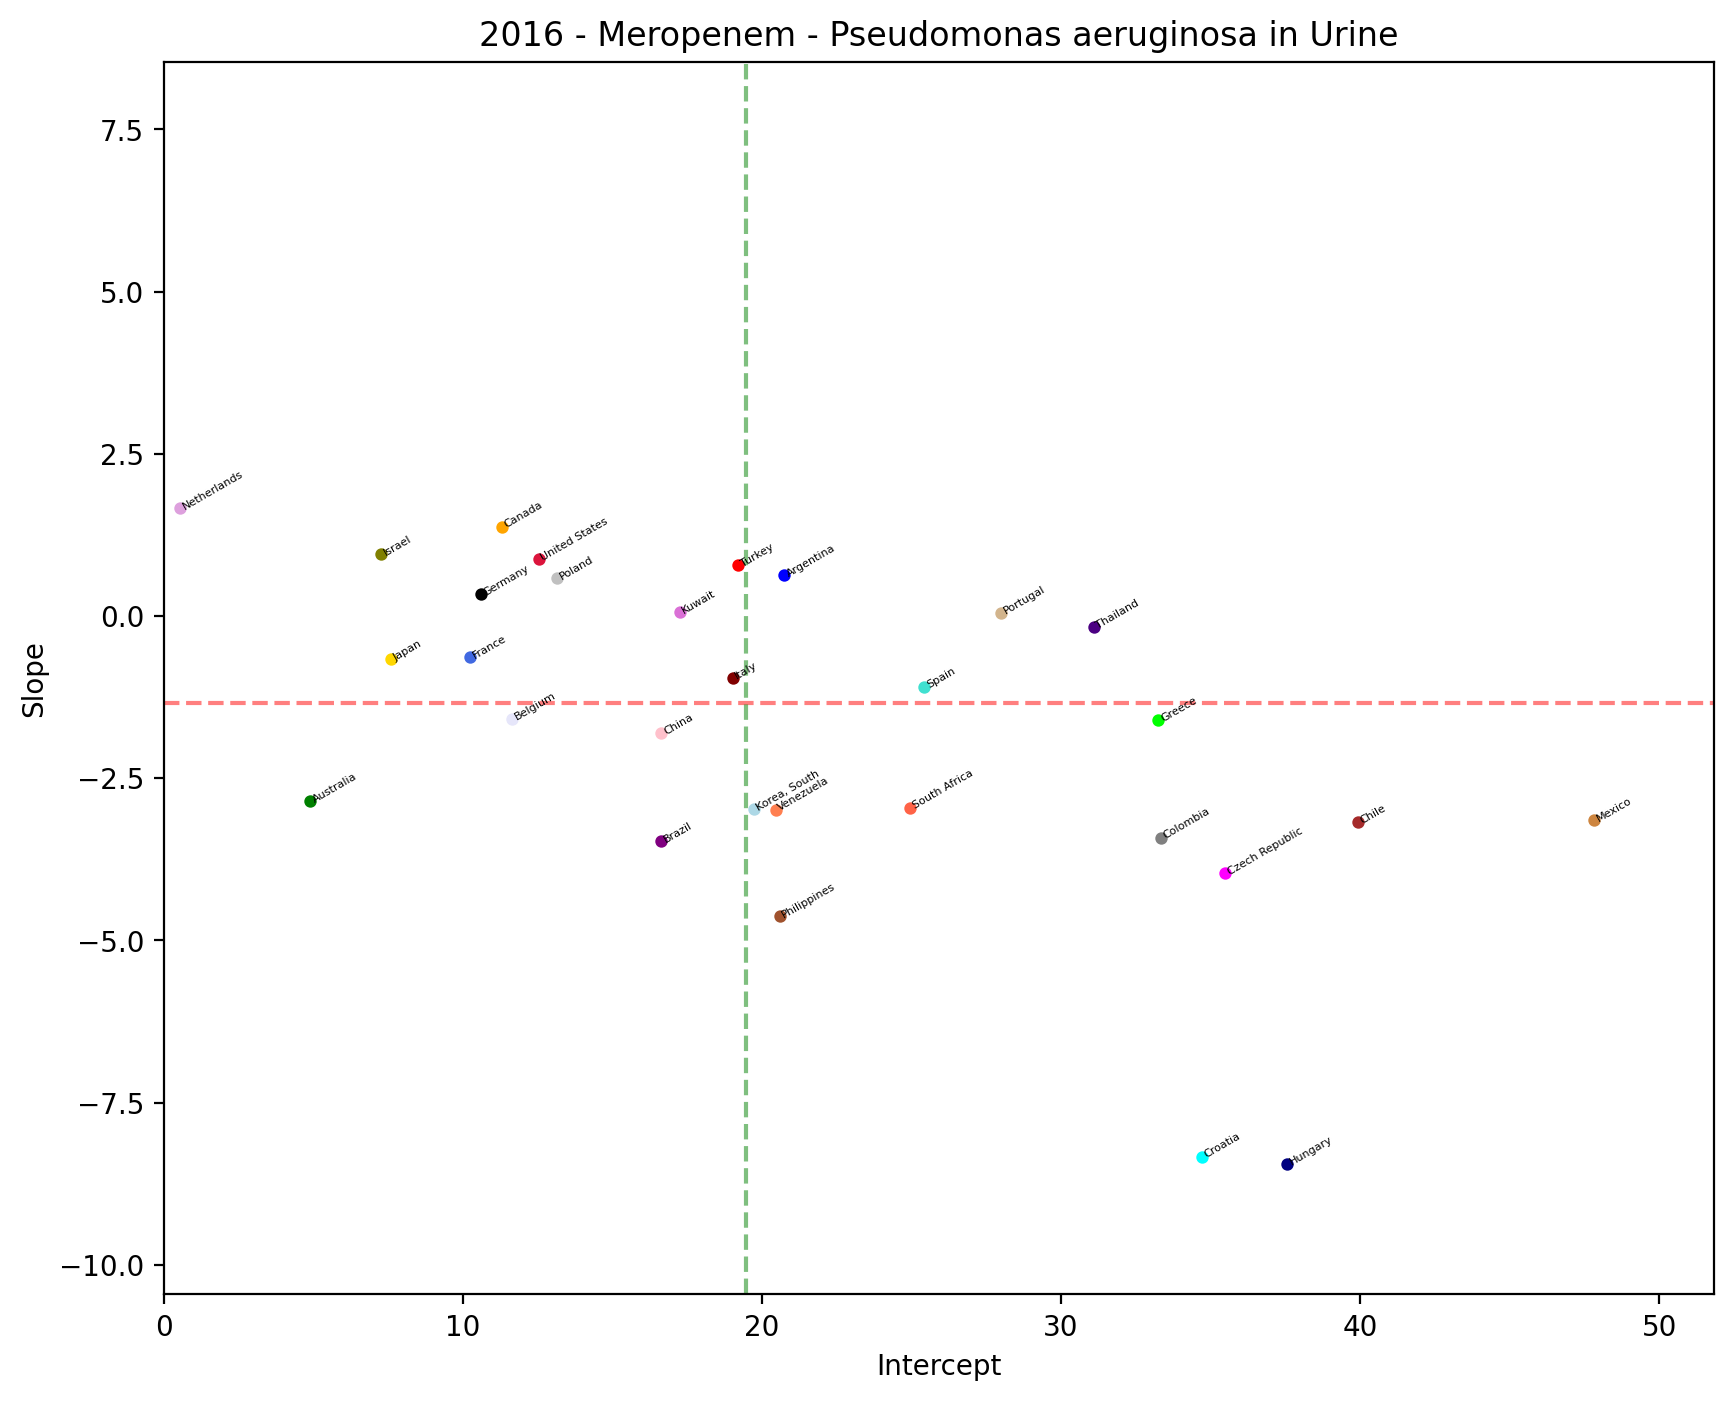 2016 - Meropenem - Pseudomonas aeruginosa in Urine
7.5
5.0
2.5
0.0
−2.5
−5.0
−7.5
−10.0
Slope
Netherlands
Israel
Canada
United States
Poland
Germany
Turkey
Argentina
Kuwait
Portugal
Thailand
Japan
France
Italy
Spain
Belgium
China
Greece
Australia
Korea, South
Venezuela
South Africa
Brazil
Colombia
Chile
Mexico
Czech Republic
Philippines
Croatia
Hungary
0
10
20
30
40
50
Intercept